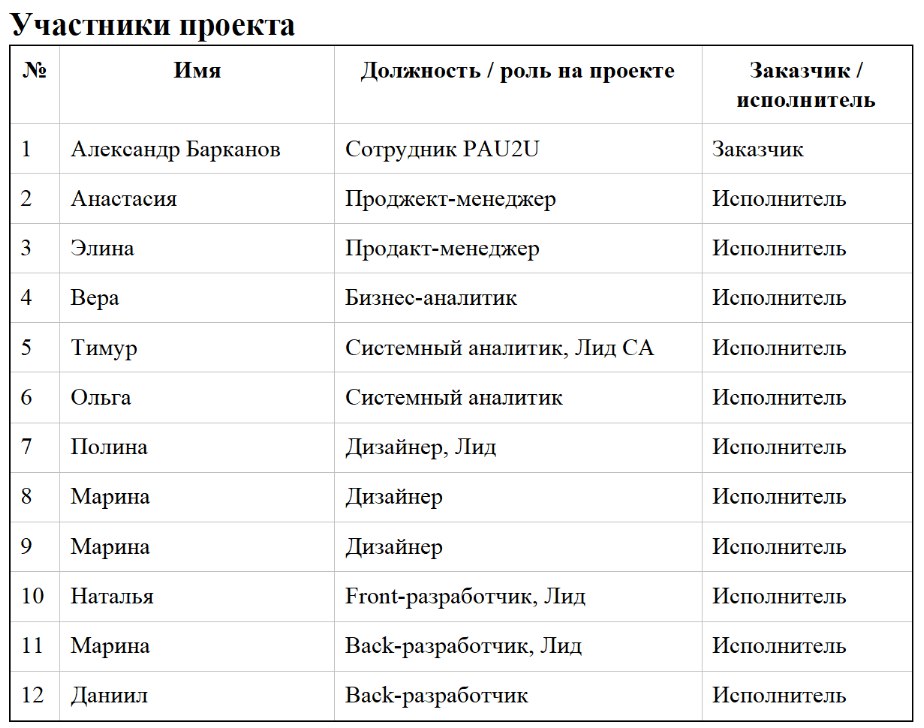 Участники проекта
№ Имя Должность / роль на проекте Заказчик / исполнитель
1 Александр Барканов Сотрудник PAU2U Заказчик
2 Анастасия Проджект-менеджер Исполнитель
3 Элина Продакт-менеджер Исполнитель
4 Вера Бизнес-аналитик Исполнитель
5 Тимур Системный аналитик, Лид СА Исполнитель
6 Ольга Системный аналитик Исполнитель
7 Полина Дизайнер, Лид Исполнитель
8 Марина Дизайнер Исполнитель
9 Марина Дизайнер Исполнитель
10 Наталья Front-разработчик, Лид Исполнитель
11 Марина Back-разработчик, Лид Исполнитель
12 Даниил Back-разработчик Исполнитель